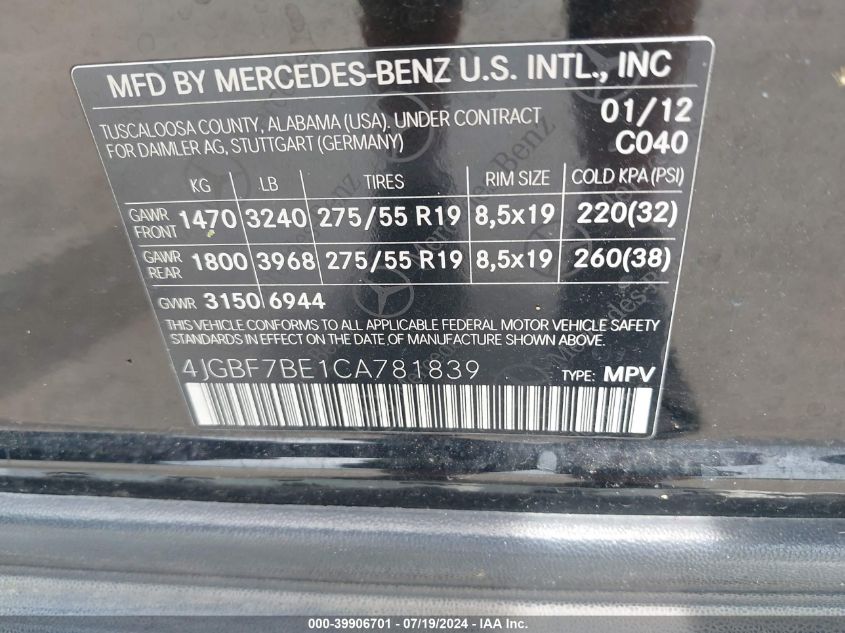 MFD BY MERCEDES-BENZ U.S. INTL., INC
TUSCALOOSA COUNTY, ALABAMA (USA). UNDER CONTRACT 01/12
FOR DAIMLER AG, STUTTGART (GERMANY) C040
KG LB TIRES RIM SIZE COLD KPA (PSI)
GAWR FRONT 1470 3240 275/55 R19 8,5x19 220(32)
GAWR REAR 1800 3968 275/55 R19 8,5x19 260(38)
GVWR 3150 6944
THIS VEHICLE CONFORMS TO ALL APPLICABLE FEDERAL MOTOR VEHICLE SAFETY
STANDARDS IN EFFECT ON THE DATE OF MANUFACTURE SHOWN ABOVE.
4JGBF7BE1CA781839 TYPE: MPV
000-39906701 - 07/19/2024 - IAA Inc.